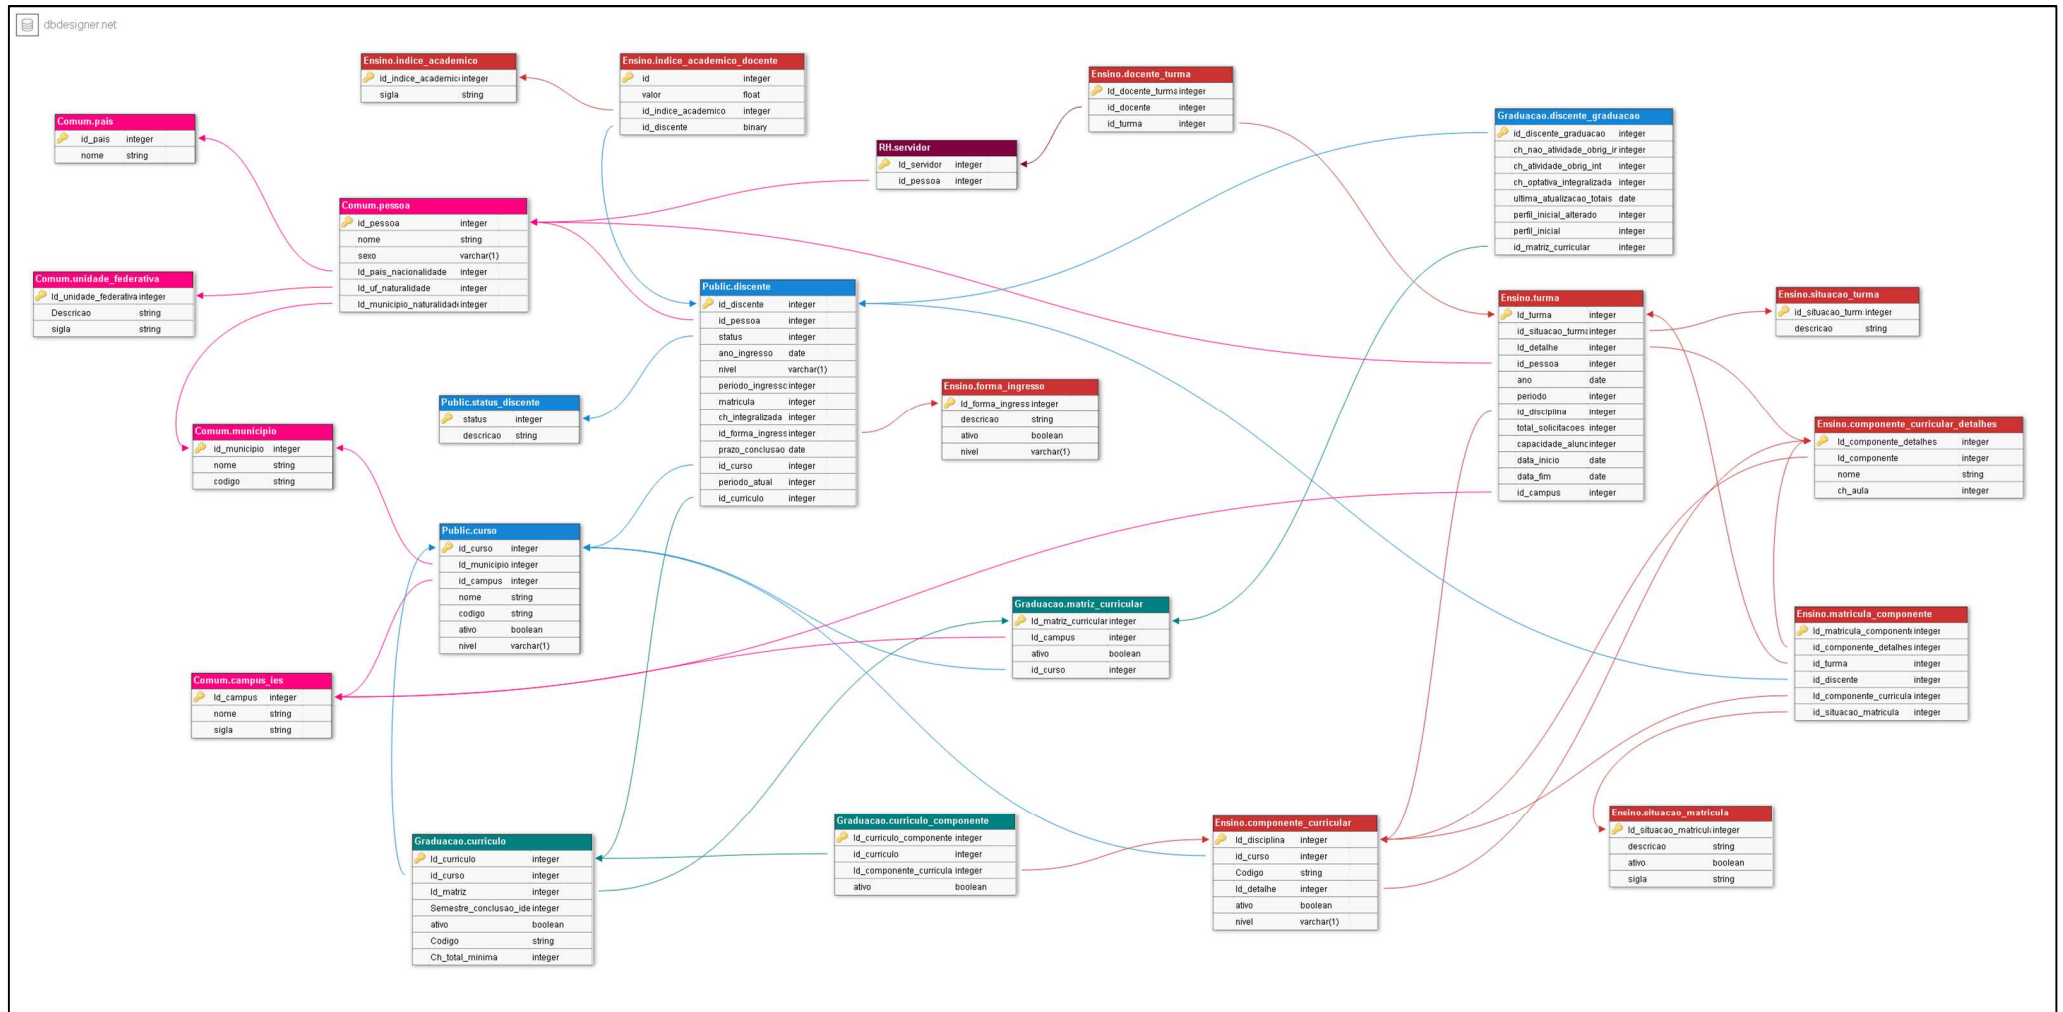 dbdesigner.net
Ensino.indice_academico
id_indice_academic integer
sigla string
Ensino.indice_academico_docente
id integer
valor float
id_indice_academico integer
id_discente binary
Ensino.docente_turma
Id_docente_turma integer
id_docente integer
id_turma integer
Graduacao.discente_graduacao
id_discente_graduacao integer
ch_nao_atividade_obrig_ir integer
ch_atividade_obrig_int integer
ch_optativa_integralizada integer
ultima_atualizacao_totais date
perfil_inicial_alterado integer
perfil_inicial integer
id_matriz_curricular integer
Comum.pais
id_pais integer
nome string
RH.servidor
Id_servidor integer
id_pessoa integer
Comum.pessoa
id_pessoa integer
nome string
sexo varchar(1)
Id_pais_nacionalidade integer
Id_uf_naturalidade integer
Id_municipio_naturalidade integer
Comum.unidade_federativa
Id_unidade_federativa integer
Descricao string
sigla string
Public.discente
id_discente integer
id_pessoa integer
status integer
ano_ingresso date
nivel varchar(1)
periodo_ingresso integer
matricula integer
ch_integralizada integer
id_forma_ingress integer
prazo_conclusao date
id_curso integer
periodo_atual integer
id_curriculo integer
Ensino.turma
Id_turma integer
id_situacao_turma integer
Id_detalhe integer
id_pessoa integer
ano date
periodo integer
id_disciplina integer
total_solicitacoes integer
capacidade_alunc integer
data_inicio date
data_fim date
id_campus integer
Ensino.situacao_turma
id_situacao_turm integer
descricao string
Public.status_discente
status integer
descricao string
Ensino.forma_ingresso
Id_forma_ingress integer
descricao string
ativo boolean
nivel varchar(1)
Comum.municipio
id_municipio integer
nome string
codigo string
Ensino.componente_curricular_detalhes
Id_componente_detalhes integer
Id_componente integer
nome string
ch_aula integer
Public.curso
id_curso integer
Id_municipio integer
id_campus integer
nome string
codigo string
ativo boolean
nivel varchar(1)
Graduacao.matriz_curricular
Id_matriz_curricular integer
Id_campus integer
ativo boolean
id_curso integer
Ensino.matricula_componente
Id_matricula_componente integer
id_componente_detalhes integer
id_turma integer
id_discente integer
Id_componente_curricula integer
id_situacao_matricula integer
Comum.campus_ies
Id_campus integer
nome string
sigla string
Graduacao.curriculo
Id_curriculo integer
id_curso integer
Id_matriz integer
Semestre_conclusao_ide integer
ativo boolean
Codigo string
Ch_total_minima integer
Graduacao.curriculo_componente
Id_curriculo_componente integer
id_curriculo integer
Id_componente_curricula integer
ativo boolean
Ensino.componente_curricular
Id_disciplina integer
id_curso integer
Codigo string
Id_detalhe integer
ativo boolean
nivel varchar(1)
Ensino.situacao_matricula
Id_situacao_matricul integer
descricao string
ativo boolean
sigla string